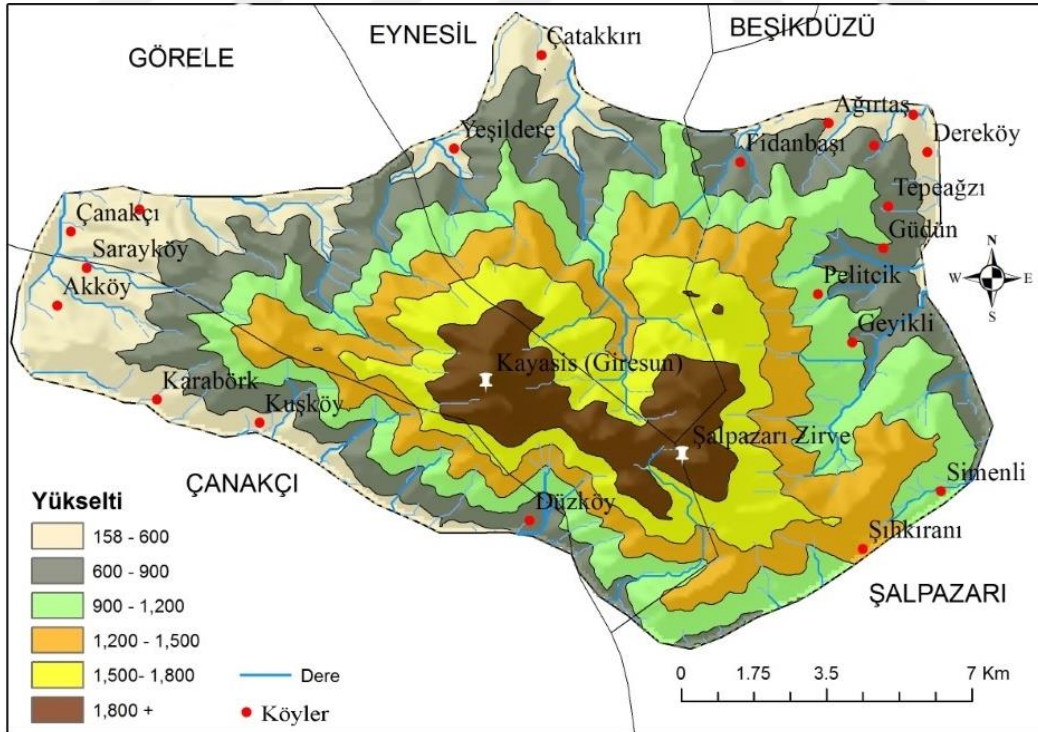 GÖRELE
EYNESİL
BEŞİKDÜZÜ
Çatakkırı
Ağırtaş
Yeşildere
Fidanbaşı
Dereköy
Tepeağzı
Çanakçı
Güdün
Sarayköy
Pelitcik
Akköy
N
W
E
S
Geyikli
Kayasis (Giresun)
Karabörk
Kuşköy
Şalpazarı Zirve
ÇANAKÇI
Simenli
Düzköy
Şıhkıranı
ŞALPAZARI
Yükselti
158 - 600
600 - 900
900 - 1,200
1,200 - 1,500
1,500- 1,800
1,800 +
Dere
Köyler
0 1.75 3.5 7 Km